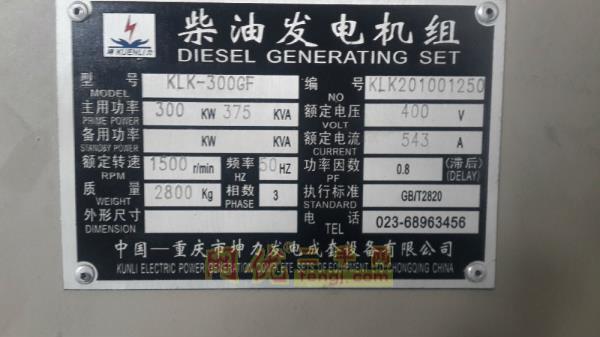 柴油发电机组
KUENLI
DIESEL GENERATING SET
型号 KLK-300GF 编号 KLK201001250
MODEL NO
主用功率 300 KW 375 KVA 额定电压 400 V
PRIME POWER VOLT
备用功率 KW KVA 额定电流 543 A
STANDBY POWER CURRENT
额定转速 1500 r/min 频率 50 HZ 功率因数 0.8 (滞后)
RPM HZ PF (DELAY)
质量 2800 Kg 相数 3 执行标准 GB/T2820
WEIGHT PHASE STANDARD
外形尺寸 电话 023-68963456
DIMENSION TEL
中国一重庆市坤力发电成套设备有限公司
KUNLI ELECTRIC POWER GENERATION COMPLETE SETS OF EQUIPMENT LTD CHONGQING CHINA